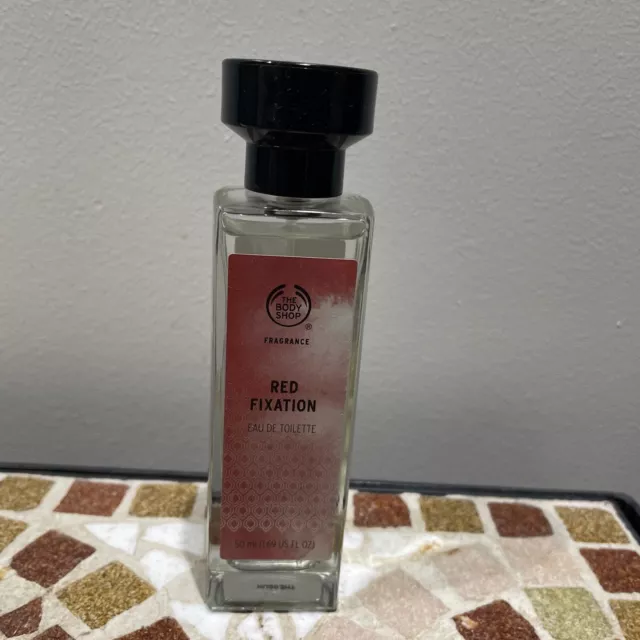 THE
BODY
SHOP
®
FRAGRANCE
RED
FIXATION
EAU DE TOILETTE
50 ml (1.69 US FL OZ)